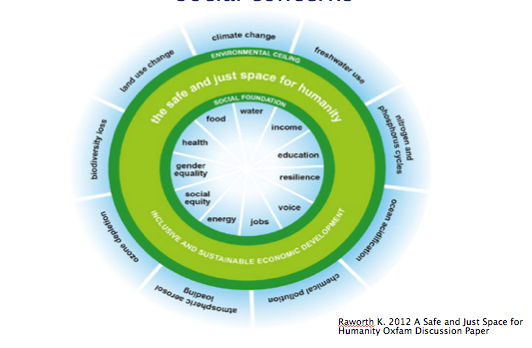 climate change
freshwater use
nitrogen and
phosphorus cycles
ocean acidification
chemical pollution
atmospheric aerosol
loading
ozone depletion
biodiversity loss
land use change
ENVIRONMENTAL CEILING
the safe and just space for humanity
SOCIAL FOUNDATION
water
income
education
resilience
voice
jobs
energy
social
equity
gender
equality
health
food
INCLUSIVE AND SUSTAINABLE ECONOMIC DEVELOPMENT
Raworth K. 2012 A Safe and Just Space for
Humanity Oxfam Discussion Paper